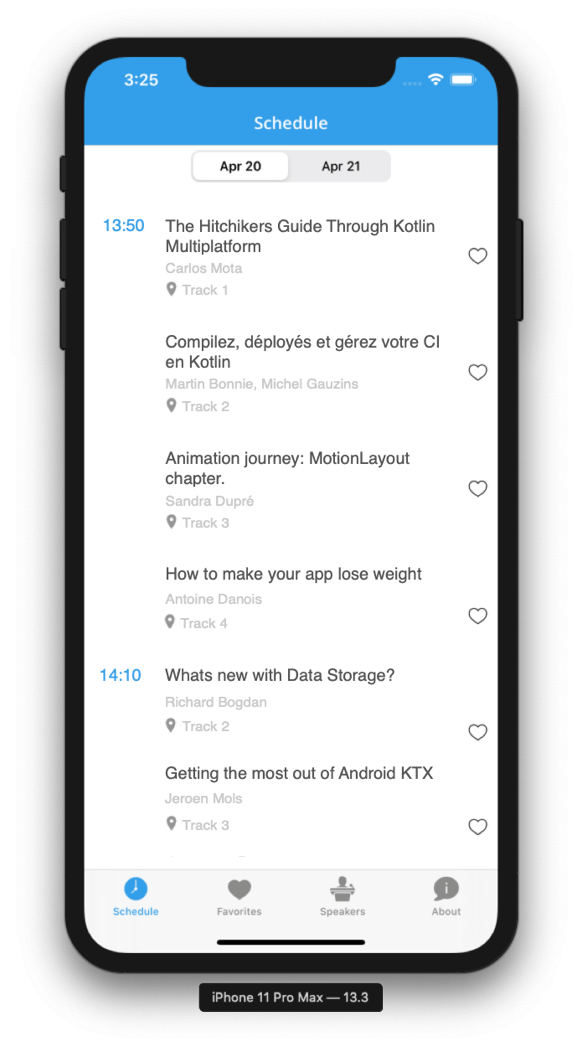 3:25
Schedule
Apr 20
Apr 21
13:50
The Hitchikers Guide Through Kotlin
Multiplatform
Carlos Mota
Track 1
Compilez, déployés et gérez votre CI
en Kotlin
Martin Bonnie, Michel Gauzins
Track 2
Animation journey: MotionLayout
chapter.
Sandra Dupré
Track 3
How to make your app lose weight
Antoine Danois
Track 4
14:10
Whats new with Data Storage?
Richard Bogdan
Track 2
Getting the most out of Android KTX
Jeroen Mols
Track 3
Schedule
Favorites
Speakers
About
iPhone 11 Pro Max — 13.3